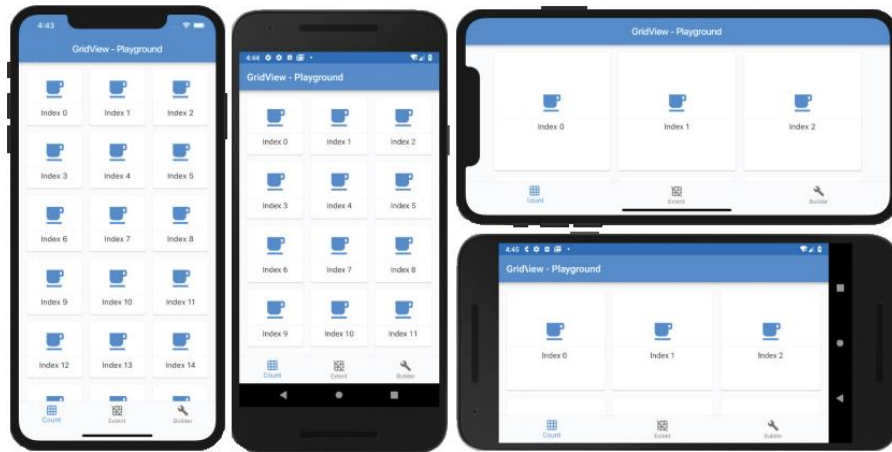 4:43
GridView - Playground
Index 0 Index 1 Index 2
Index 3 Index 4 Index 5
Index 6 Index 7 Index 8
Index 9 Index 10 Index 11
Index 12 Index 13 Index 14
Count Extent Builder
4:44
GridView - Playground
Index 0 Index 1 Index 2
Index 3 Index 4 Index 5
Index 6 Index 7 Index 8
Index 9 Index 10 Index 11
Count Extent Builder
GridView - Playground
Index 0 Index 1 Index 2
Count Extent Builder
4:45
GridView - Playground
Index 0 Index 1 Index 2
Count Extent Builder